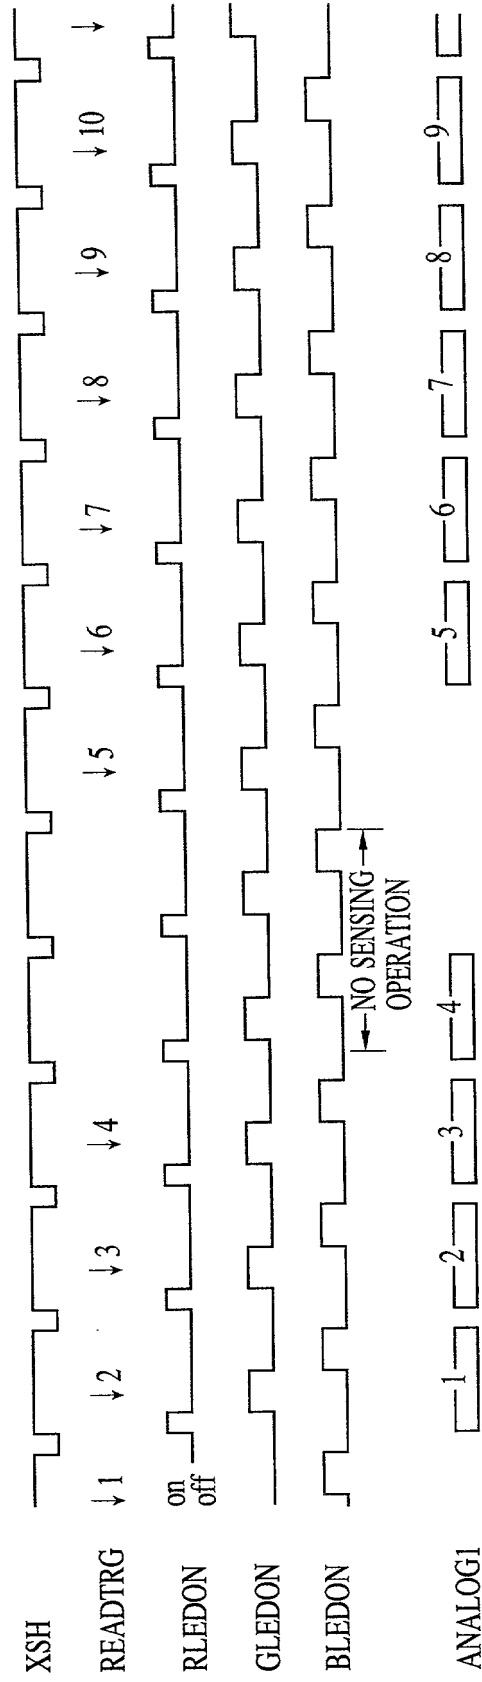 XSH
READTRG 1 2 3 4 5 6 7 8 9 10
RLEDON on
off
GLEDON
BLEDON
NO SENSING
OPERATION
ANALOG1 1 2 3 4 5 6 7 8 9